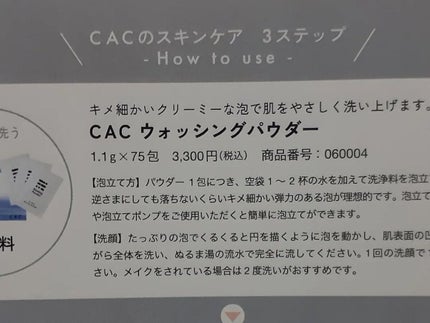 CACのスキンケア 3ステップ
- How to use -
キメ細かいクリーミーな泡で肌をやさしく洗い上げます。
CAC ウォッシングパウダー
1.1g×75包 3,300円(税込) 商品番号：060004
【泡立て方】パウダー1包につき、空袋1〜2杯の水を加えて洗浄料を泡立
逆さまにしても落ちないくらいキメ細かい弾力のある泡が理想的です。泡立て
や泡立てポンプをご使用いただくと簡単に泡立てができます。
【洗顔】たっぷりの泡でくるくると円を描くように泡を動かし、肌表面の凹
がら全体を洗い、ぬるま湯の流水で完全に流してください。1回の洗顔で
さい。メイクをされている場合は2度洗いがおすすめです。
洗う
料